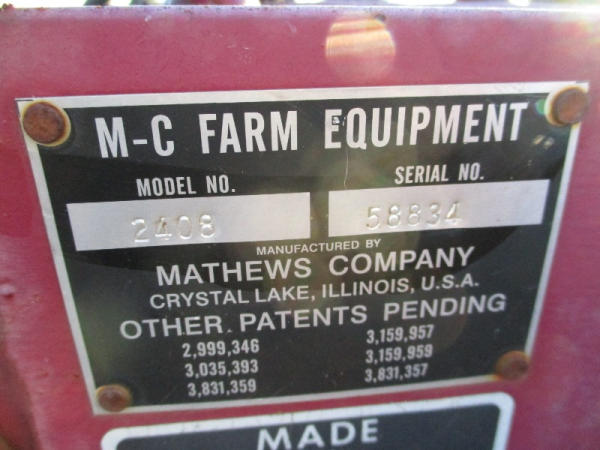 M-C FARM EQUIPMENT
MODEL NO. SERIAL NO.
2408 58834
MANUFACTURED BY
MATHEWS COMPANY
CRYSTAL LAKE, ILLINOIS, U.S.A.
OTHER PATENTS PENDING
2,999,346 3,159,957
3,035,393 3,159,959
3,831,359 3,831,357
MADE